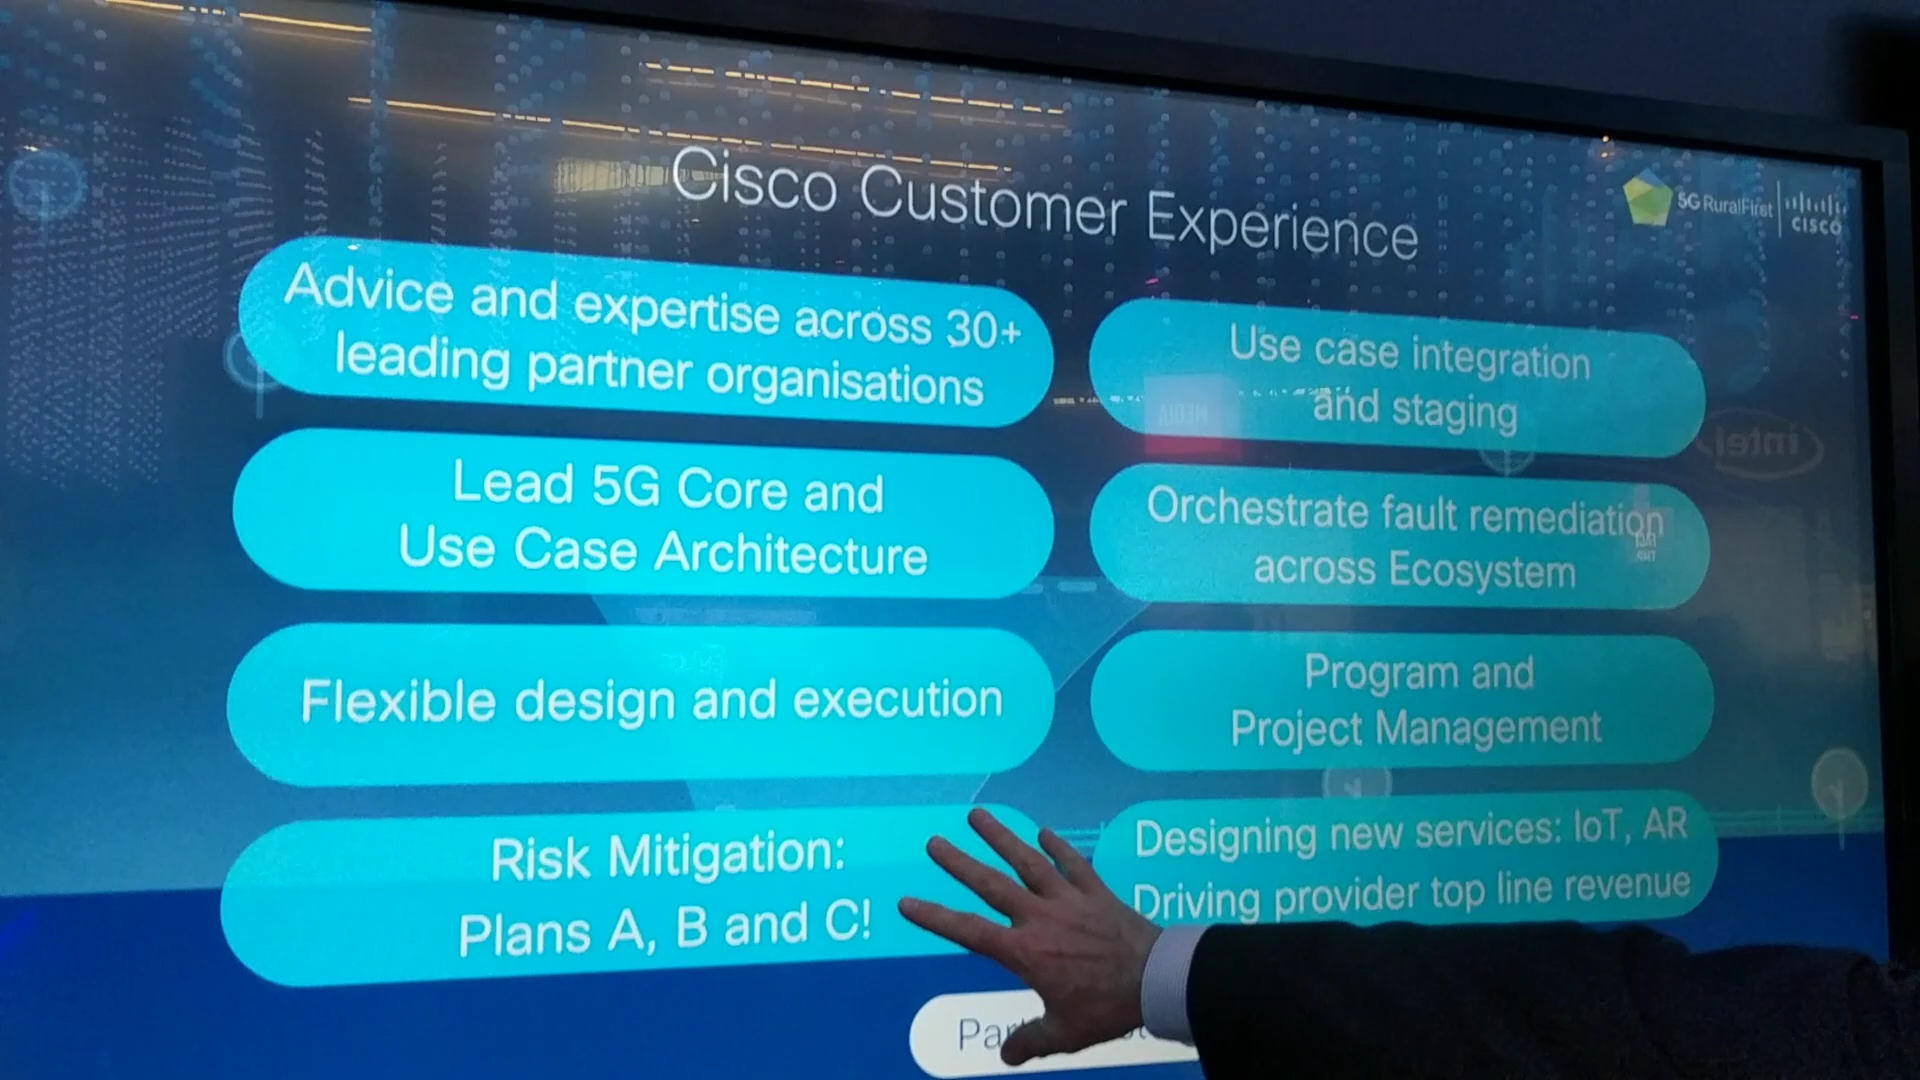 Cisco Customer Experience
5G RuralFirst
CISCO
Advice and expertise across 30+
leading partner organisations
Use case integration
and staging
Lead 5G Core and
Use Case Architecture
Orchestrate fault remediation
across Ecosystem
Flexible design and execution
Program and
Project Management
Risk Mitigation:
Plans A, B and C!
Designing new services: IoT, AR
Driving provider top line revenue
intel
MEDIA